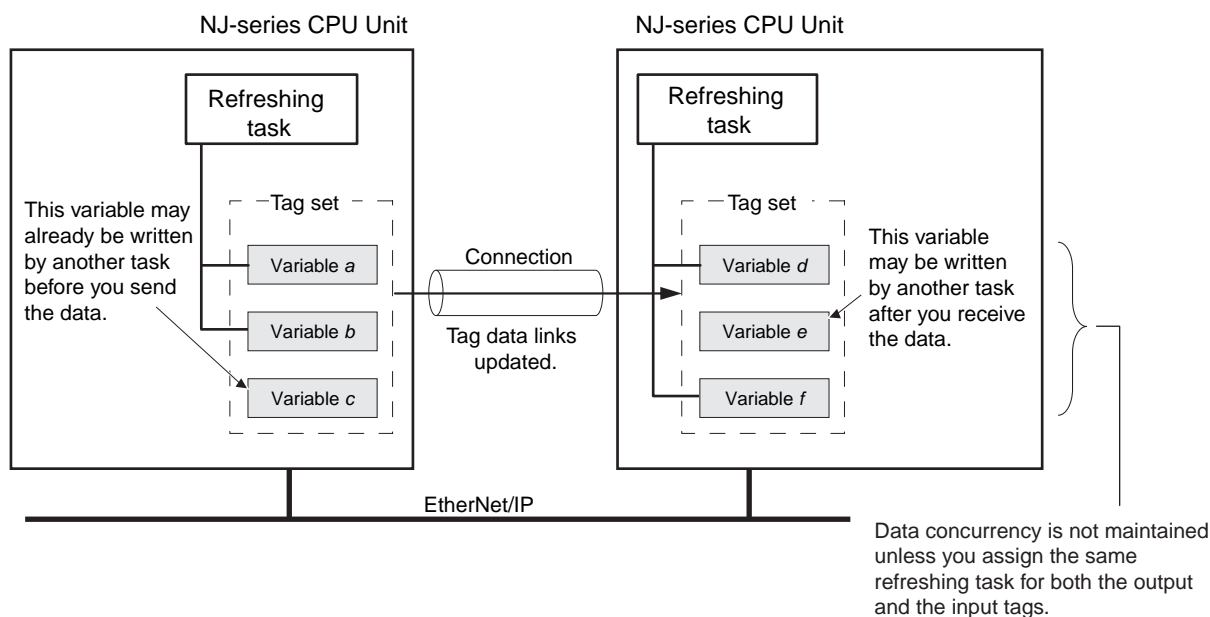 NJ-series CPU Unit
Refreshing
task
This variable may
already be written
by another task
before you send
the data.
Tag set
Variable a
Variable b
Variable c
Connection
Tag data links
updated.
NJ-series CPU Unit
Refreshing
task
Tag set
Variable d
Variable e
Variable f
This variable
may be written
by another task
after you receive
the data.
EtherNet/IP
Data concurrency is not maintained
unless you assign the same
refreshing task for both the output
and the input tags.